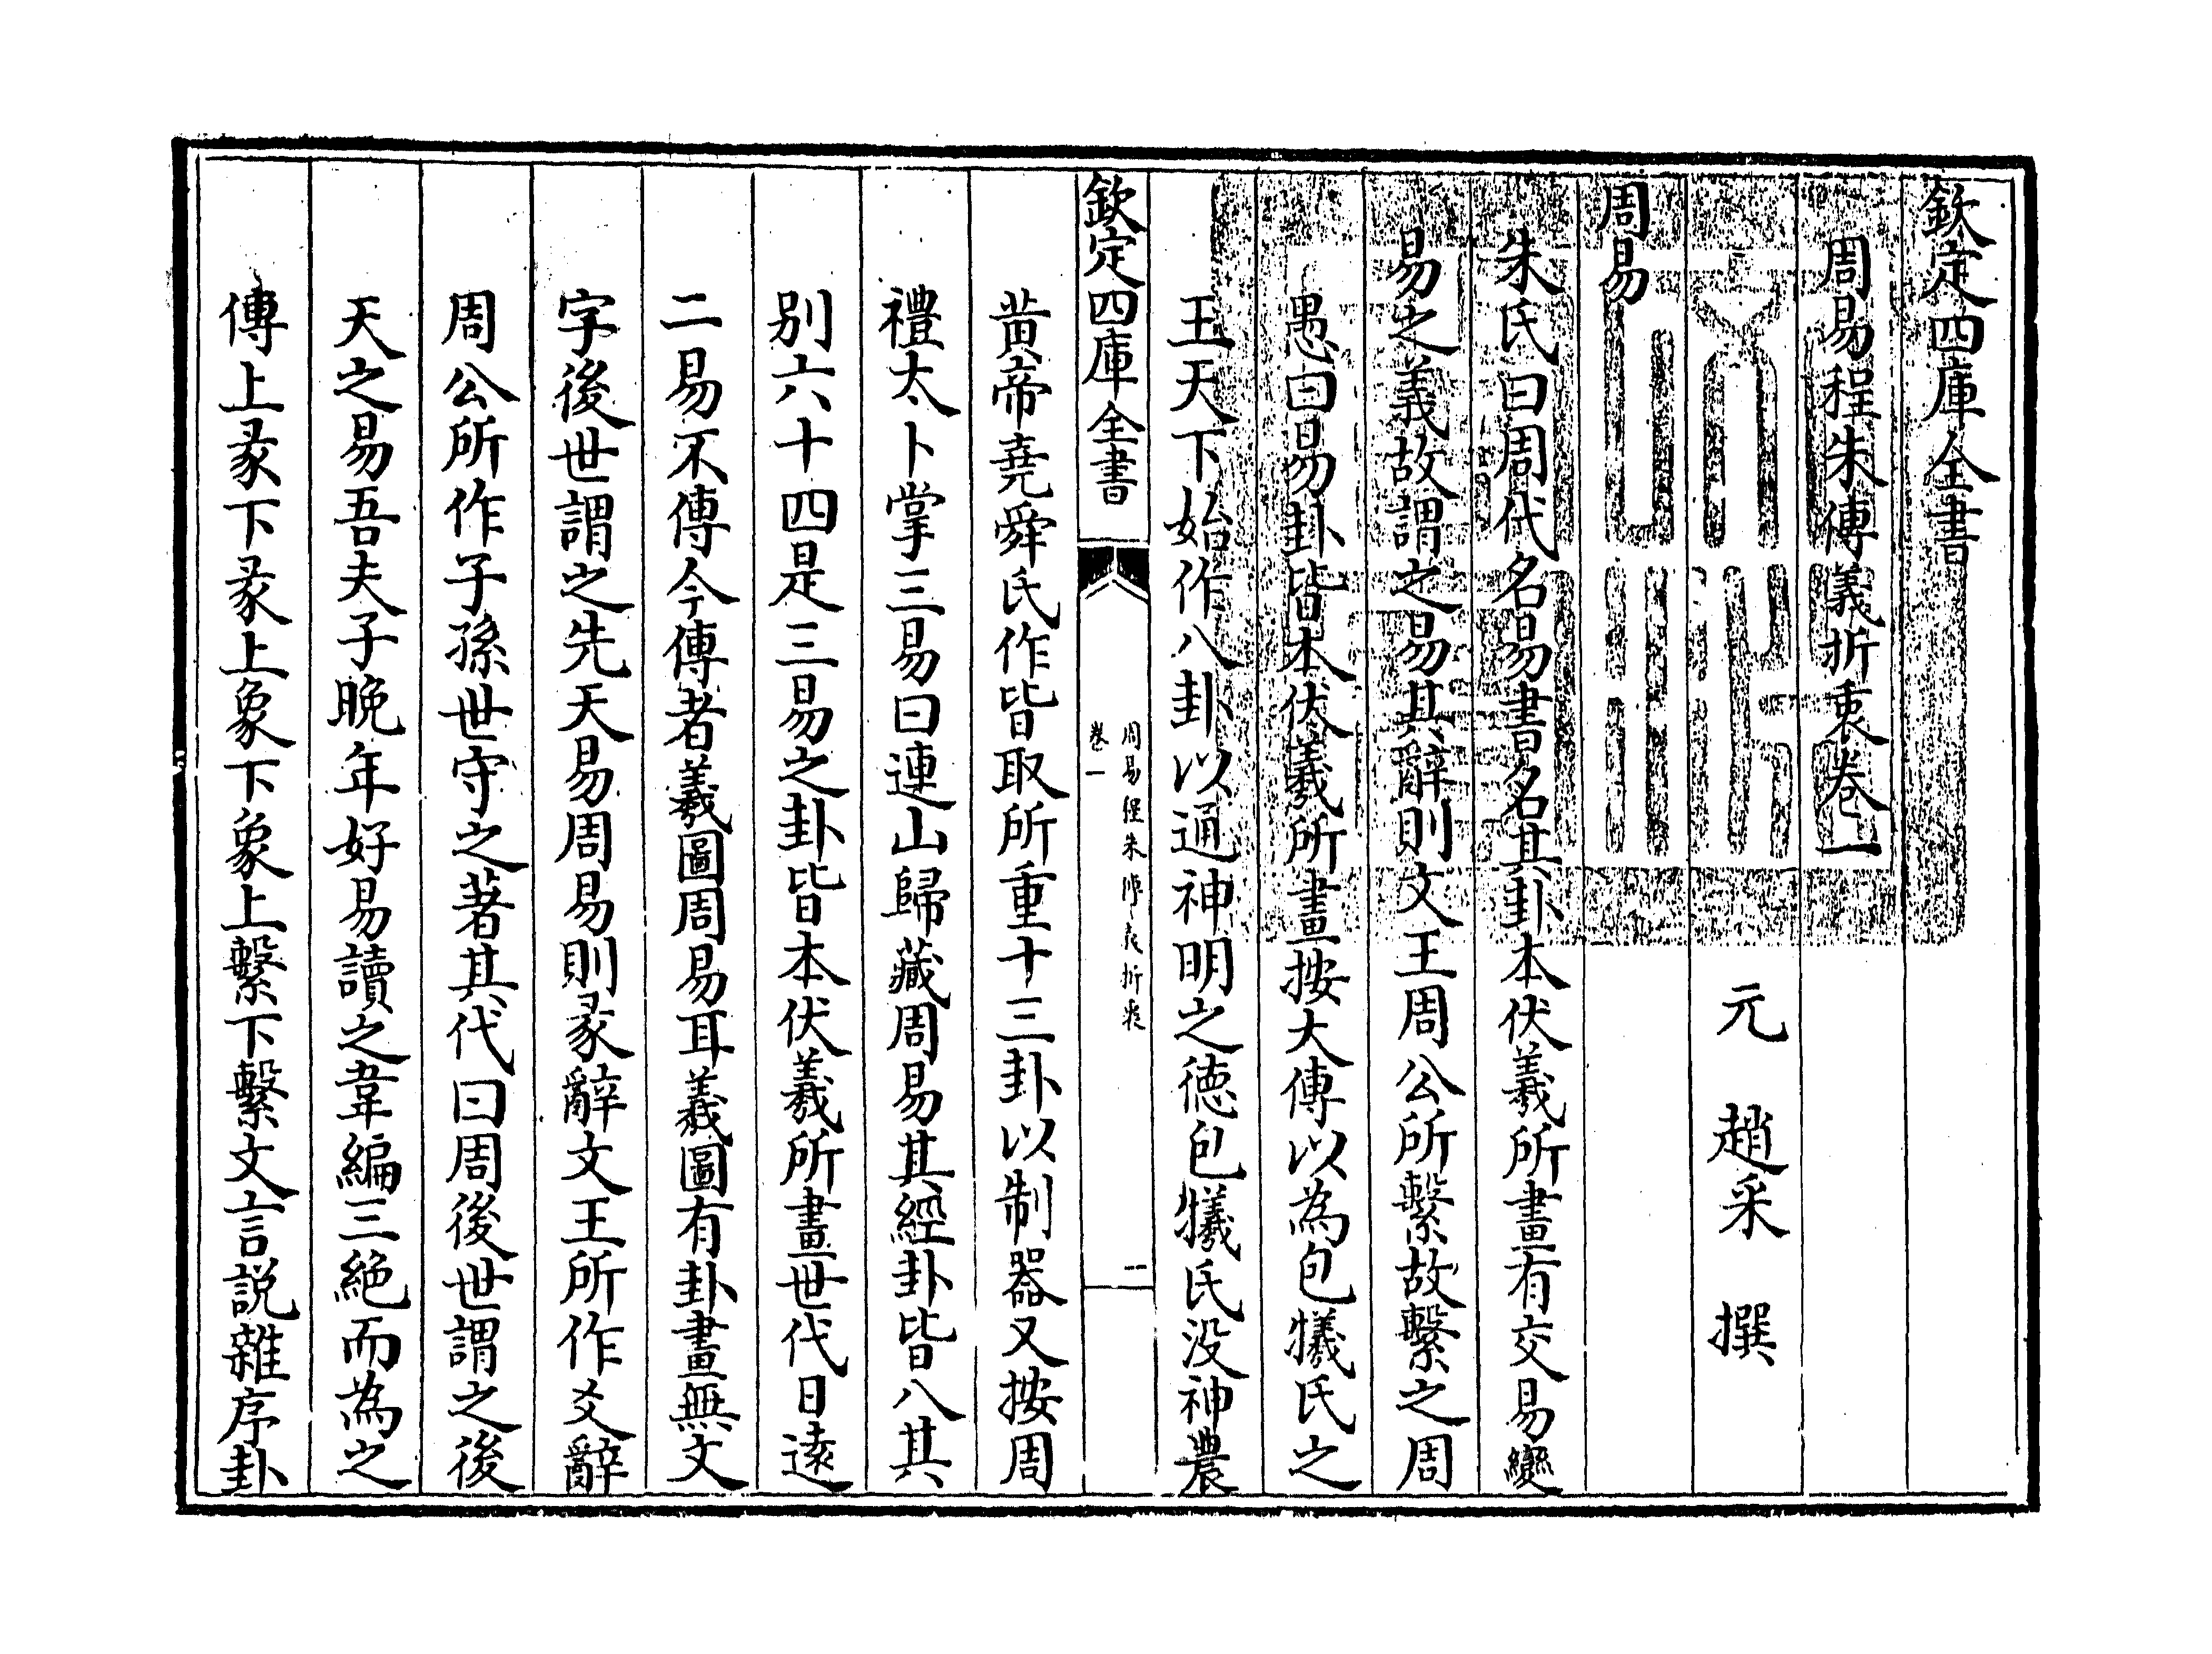 欽定四庫全書
周易程朱傳義折衷卷一
元 趙采 撰
周易
朱氏曰周代名易書名其卦本伏羲所畫有交易變
易之義故謂之易其辭則文王周公所繫故繫之周
愚曰易卦皆本伏羲所畫按大傳以為包犧氏之
王天下始作八卦以通神明之德包犧氏没神農
欽定四庫全書
周易程朱傳義折衷
卷一
一
黄帝堯舜氏作皆取所重十三卦以制器又按周
禮太卜掌三易曰連山歸藏周易其經卦皆八其
别六十四是三易之卦皆本伏羲所畫世代日遠
二易不傳今傳者羲圖周易耳羲圖有卦畫無文
字後世謂之先天易周易則彖辭文王所作爻辭
周公所作子孫世守之著其代曰周後世謂之後
天之易吾夫子晚年好易讀之韋編三絶而為之
傳上彖下彖上象下象上繫下繫文言説雜序卦